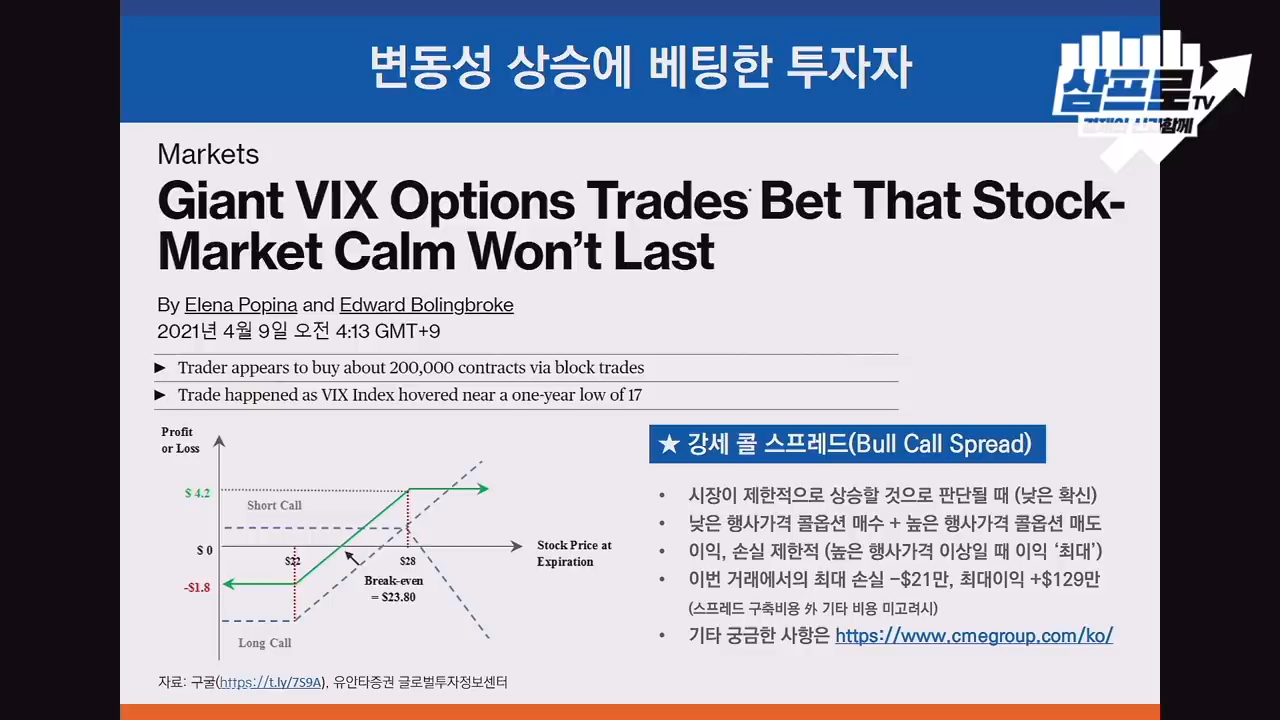 변동성 상승에 베팅한 투자자
삼프로TV
경제의 신과함께
Markets
Giant VIX Options Trades Bet That Stock-
Market Calm Won't Last
By Elena Popina and Edward Bolingbroke
2021년 4월 9일 오전 4:13 GMT+9
► Trader appears to buy about 200,000 contracts via block trades
► Trade happened as VIX Index hovered near a one-year low of 17
Profit
or Loss
$ 4.2
Short Call
$ 0
$22
$28
Stock Price at
Expiration
-$1.8
Break-even
= $23.80
Long Call
★ 강세 콜 스프레드(Bull Call Spread)
• 시장이 제한적으로 상승할 것으로 판단될 때 (낮은 확신)
• 낮은 행사가격 콜옵션 매수 + 높은 행사가격 콜옵션 매도
• 이익, 손실 제한적 (높은 행사가격 이상일 때 이익 ‘최대’)
• 이번 거래에서의 최대 손실 -$21만, 최대이익 +$129만
(스프레드 구축비용 外 기타 비용 미고려시)
• 기타 궁금한 사항은 https://www.cmegroup.com/ko/
자료: 구굴(https://t.ly/7S9A), 유안타증권 글로벌투자정보센터